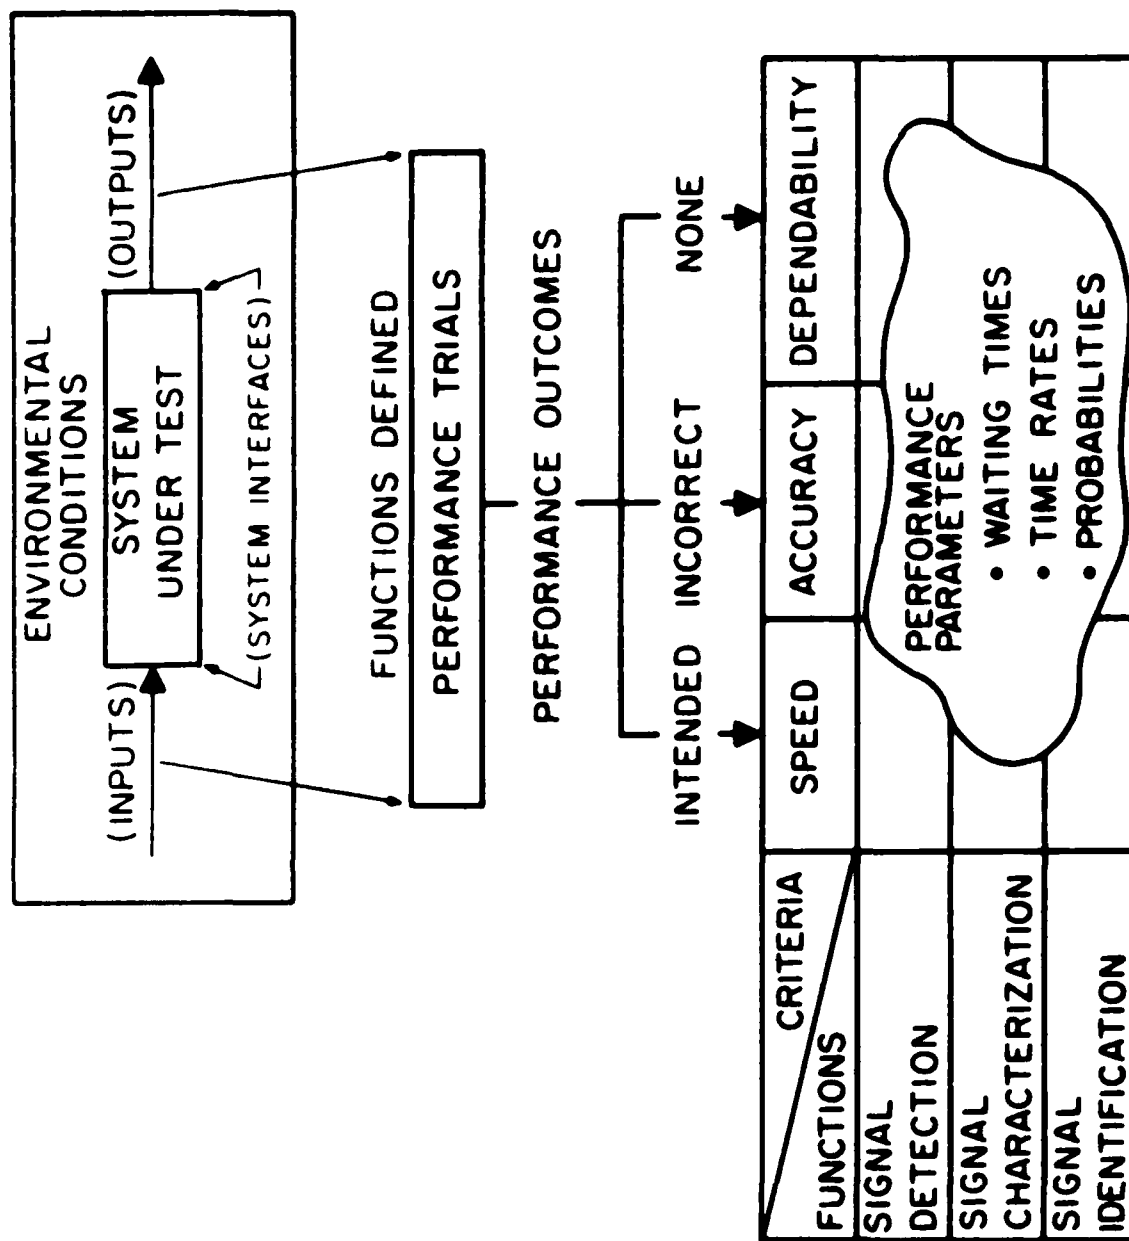 ENVIRONMENTAL
CONDITIONS
(INPUTS)
SYSTEM
UNDER TEST
(OUTPUTS)
(SYSTEM INTERFACES)
FUNCTIONS DEFINED
PERFORMANCE TRIALS
PERFORMANCE OUTCOMES
INTENDED
INCORRECT
NONE
CRITERIA
FUNCTIONS
SPEED
ACCURACY
DEPENDABILITY
SIGNAL
DETECTION
SIGNAL
CHARACTERIZATION
SIGNAL
IDENTIFICATION
PERFORMANCE
PARAMETERS
• WAITING TIMES
• TIME RATES
• PROBABILITIES